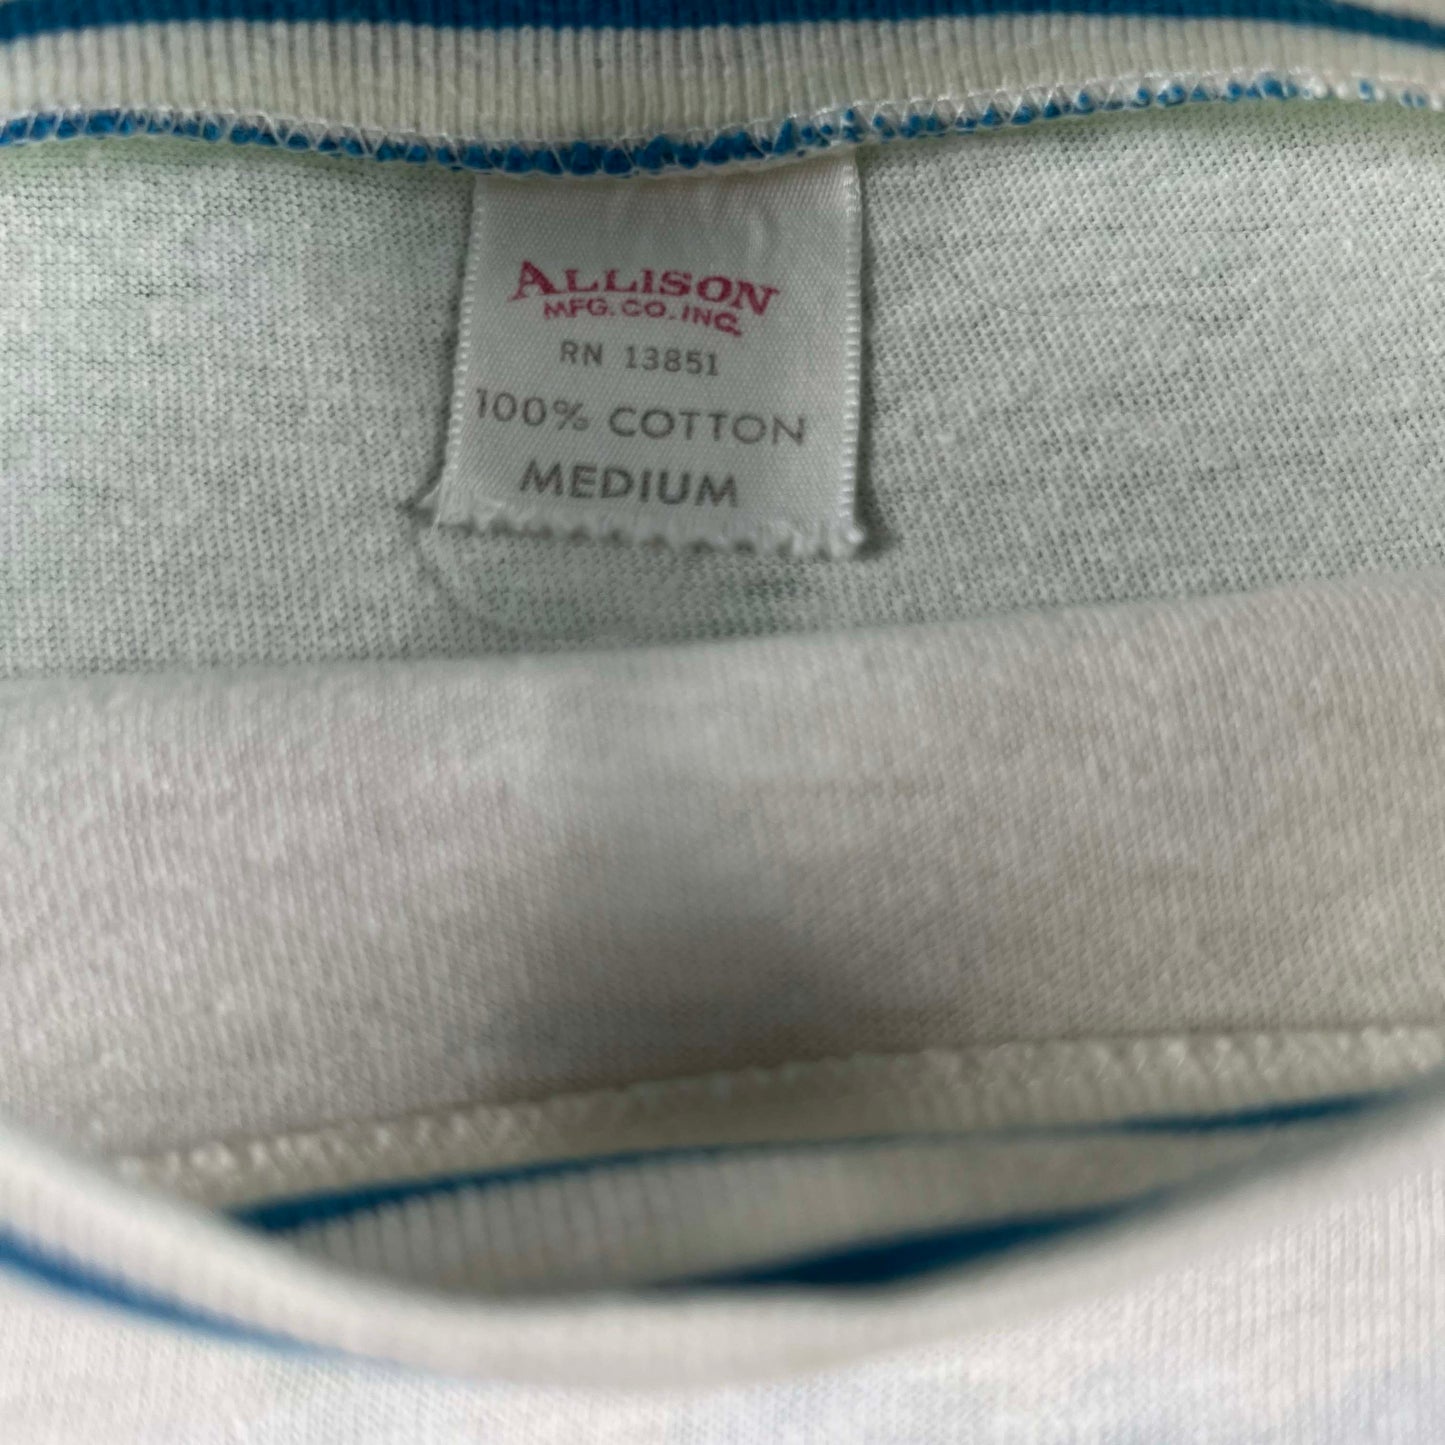 ALLISON
MFG. CO. INC.
RN 13851
100% COTTON
MEDIUM